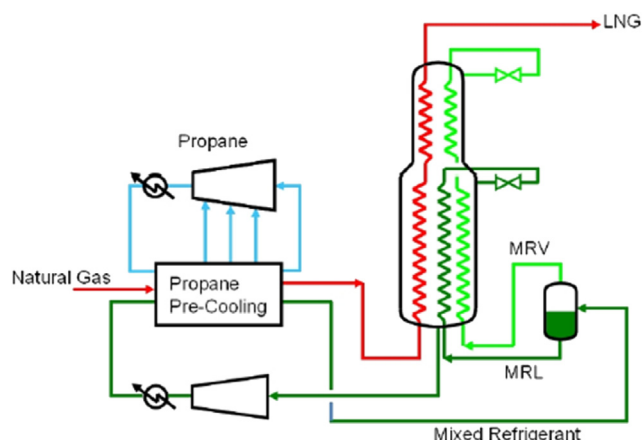 LNG
Propane
MRV
Natural Gas
Propane
Pre-Cooling
MRL
Mixed Refrigerant